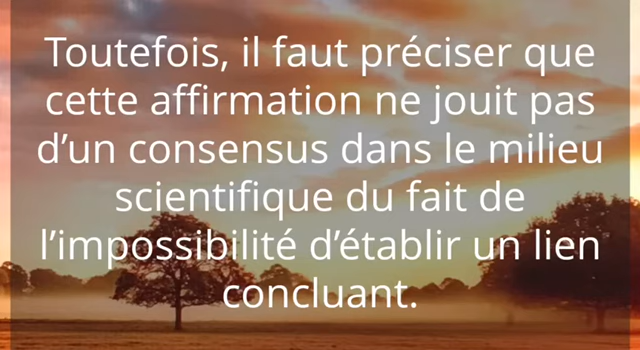 Toutefois, il faut préciser que
cette affirmation ne jouit pas
d’un consensus dans le milieu
scientifique du fait de
l’impossibilité d’établir un lien
concluant.